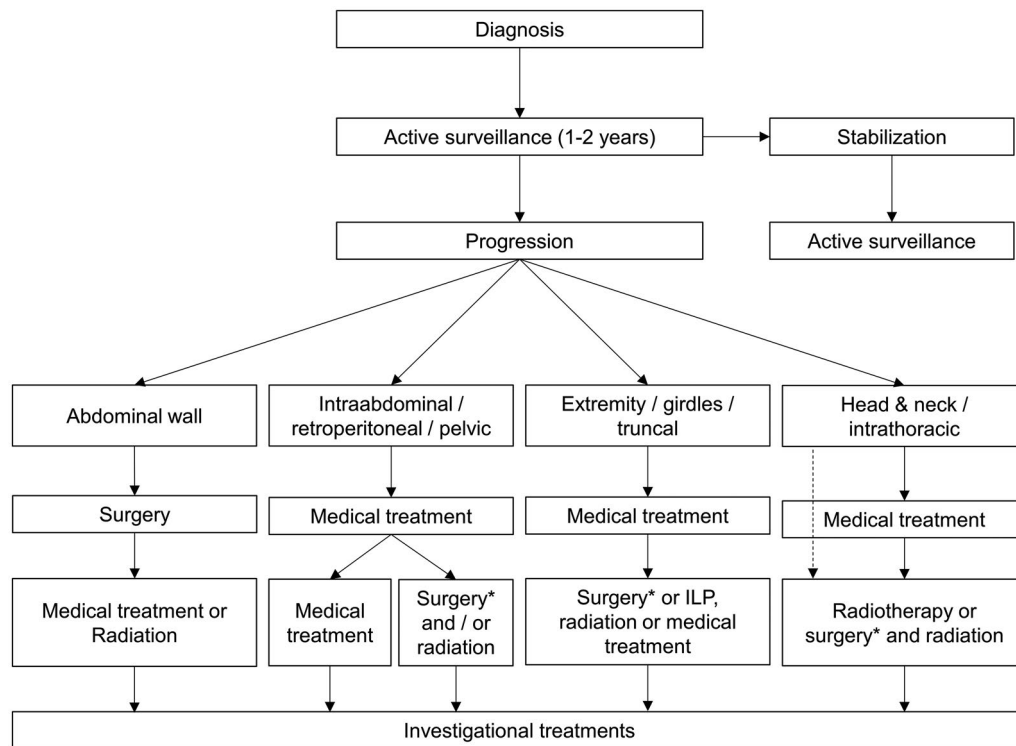 Diagnosis
Active surveillance (1-2 years)
Stabilization
Progression
Active surveillance
Abdominal wall
Intraabdominal /
retroperitoneal / pelvic
Extremity / girdles /
truncal
Head & neck /
intrathoracic
Surgery
Medical treatment
Medical treatment
Medical treatment
Medical treatment or
Radiation
Medical
treatment
Surgery*
and / or
radiation
Surgery* or ILP,
radiation or medical
treatment
Radiotherapy or
surgery* and radiation
Investigational treatments